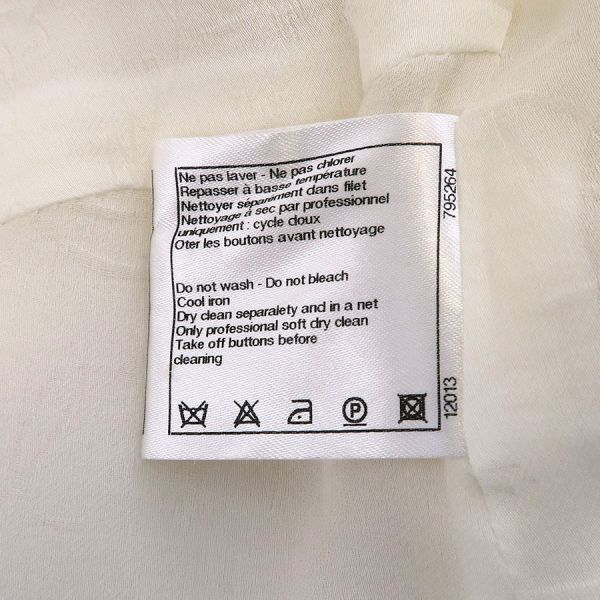 Ne pas laver - Ne pas chlorer
Repasser à basse température
Nettoyer séparément dans filet
Nettoyage à sec par professionnel
uniquement : cycle doux
Oter les boutons avant nettoyage
Do not wash - Do not bleach
Cool iron
Dry clean separalety and in a net
Only professional soft dry clean
Take off buttons before
cleaning
P
795264
12013